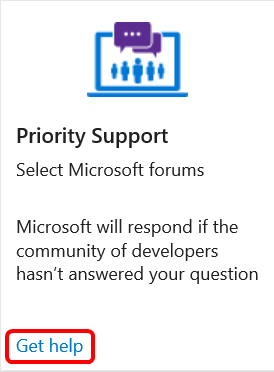 Priority Support
Select Microsoft forums
Microsoft will respond if the
community of developers
hasn’t answered your question
Get help